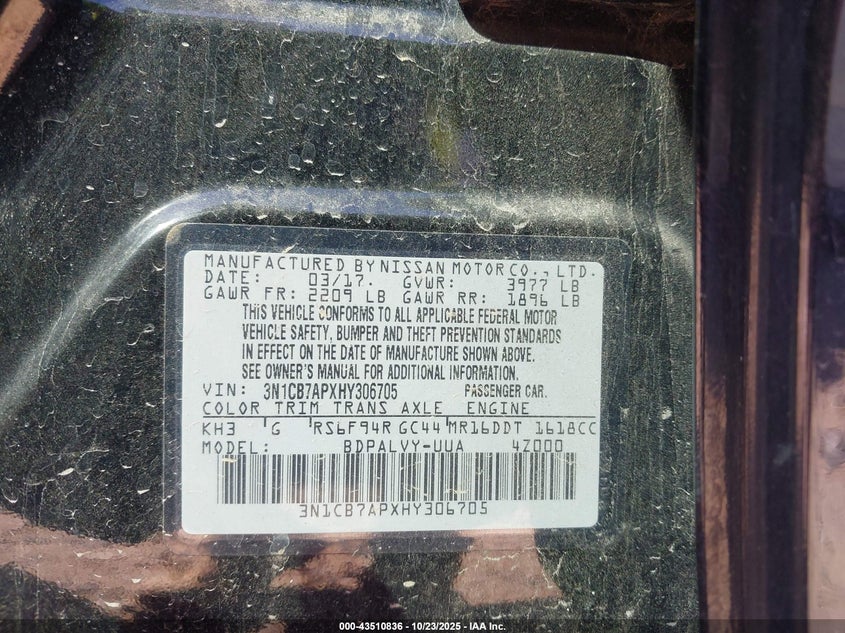 MANUFACTURED BY NISSAN MOTOR CO., LTD.
DATE: 03/17. GVWR: 3977 LB
GAWR FR: 2209 LB GAWR RR: 1896 LB
THIS VEHICLE CONFORMS TO ALL APPLICABLE FEDERAL MOTOR
VEHICLE SAFETY, BUMPER AND THEFT PREVENTION STANDARDS
IN EFFECT ON THE DATE OF MANUFACTURE SHOWN ABOVE.
SEE OWNER'S MANUAL FOR ADDITIONAL INFORMATION.
VIN: 3N1CB7APXHY306705 PASSENGER CAR.
COLOR TRIM TRANS AXLE ENGINE
KH3 G RS6F94R GC44 MR16DDT 1618CC
MODEL: BDPALVY-UUA 4Z000
3N1CB7APXHY306705
000-43510836 - 10/23/2025 - IAA Inc.